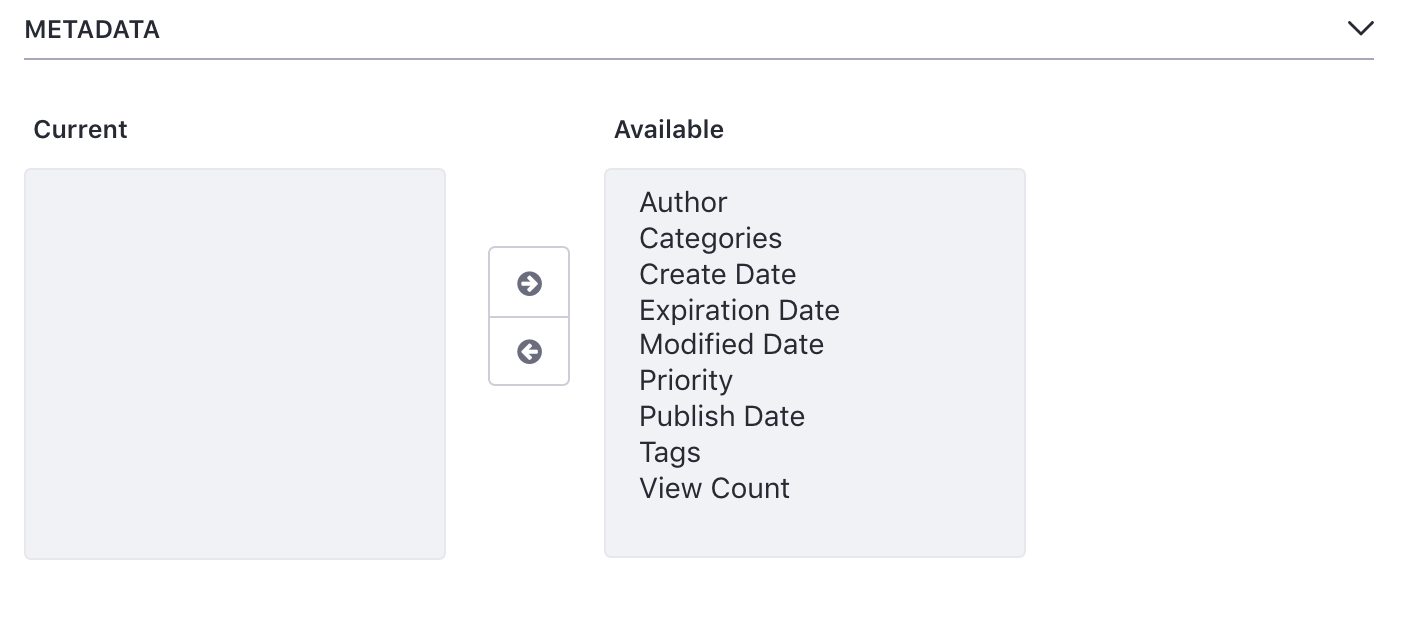 METADATA
Current
Available
Author
Categories
Create Date
Expiration Date
Modified Date
Priority
Publish Date
Tags
View Count